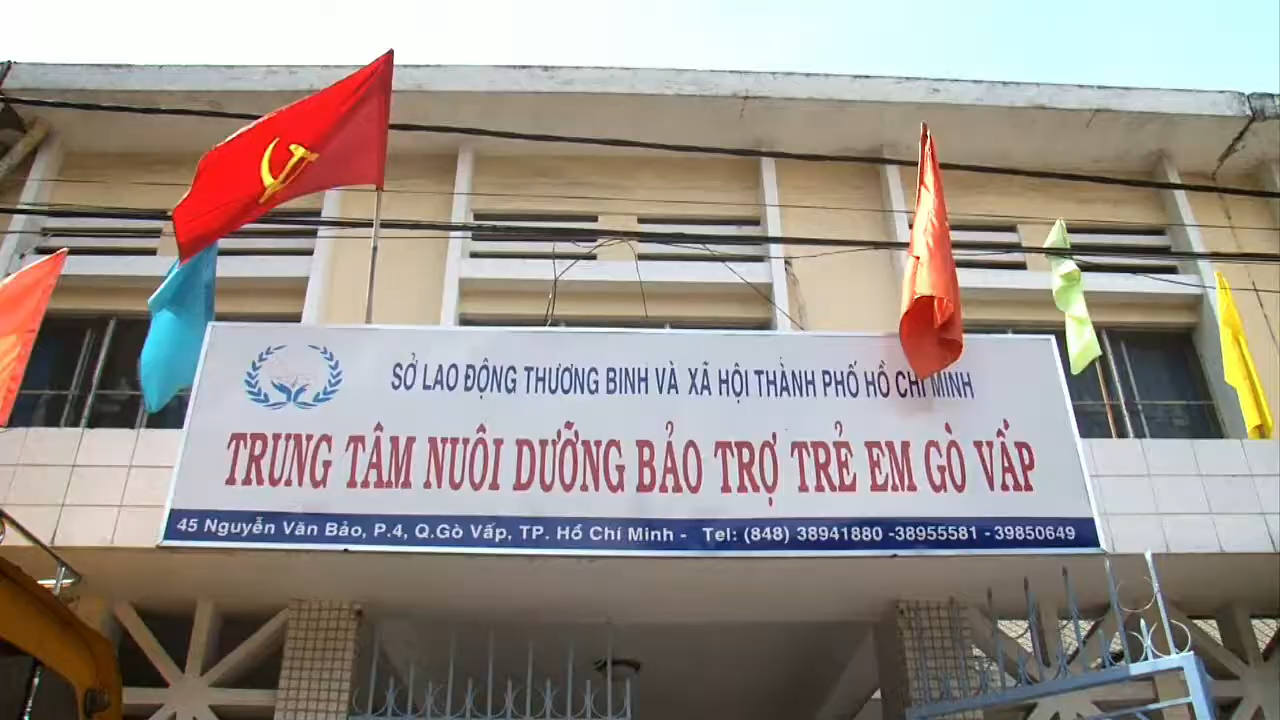 SỞ LAO ĐỘNG THƯƠNG BINH VÀ XÃ HỘI THÀNH PHỐ HỒ CHÍ MINH
TRUNG TÂM NUÔI DƯỠNG BẢO TRỢ TRẺ EM GÒ VẤP
45 Nguyễn Văn Bảo, P.4, Q.Gò Vấp, TP. Hồ Chí Minh - Tel: (848) 38941880 -38955581 - 39850649